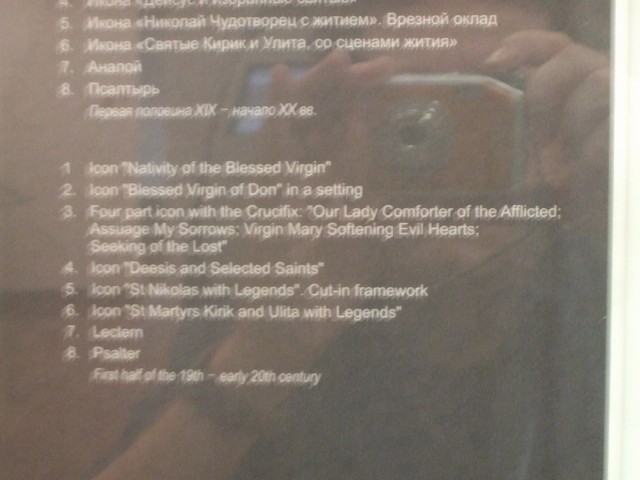 4. Икона «Деисус и избранные святые»
5. Икона «Николай Чудотворец с житием». Врезной оклад
6. Икона «Святые Кирик и Улита, со сценами жития»
7. Аналой
8. Псалтырь
Первая половина XIX – начало XX вв.
1 Icon "Nativity of the Blessed Virgin"
2. Icon "Blessed Virgin of Don" in a setting
3. Four part icon with the Crucifix: "Our Lady Comforter of the Afflicted;
Assuage My Sorrows; Virgin Mary Softening Evil Hearts;
Seeking of the Lost"
4. Icon "Deesis and Selected Saints"
5. Icon "St Nikolas with Legends". Cut-in framework
6. Icon "St Martyrs Kirik and Ulita with Legends"
7. Lectern
8. Psalter
First half of the 19th – early 20th century